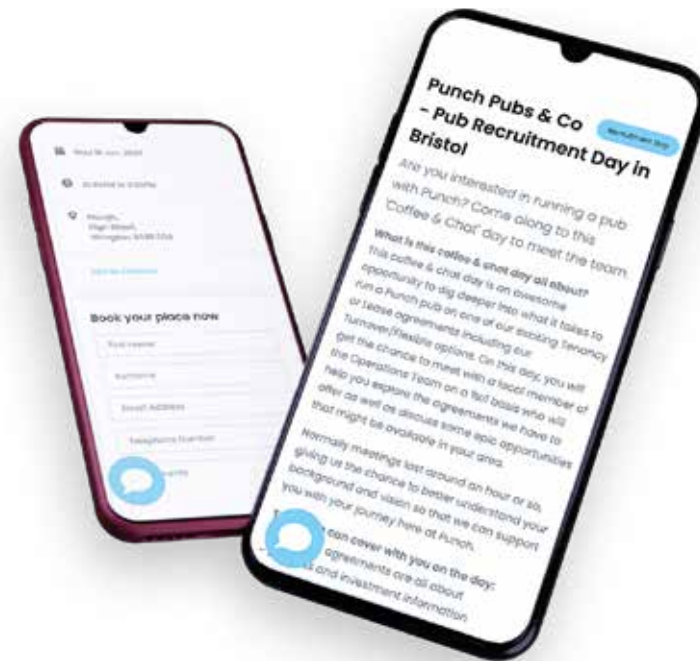 2023
Plough,
High Street,
Book your place now
First name
Surname
Email Address
Telephone Number
Punch Pubs & Co
Recruitment Day
- Pub Recruitment Day in
Bristol
Are you interested in running a pub
with Punch? Come along to this
'Coffee & Chat' day to meet the team.
What is this coffee & chat day all about?
This coffee & chat day is an awesome
opportunity to dig deeper into what it takes to
run a Punch pub on one of our existing Tenancy
or Lease agreements including our
Turnover/Flexible options. On this day, you will
get the chance to meet with a local member of
the Operations Team on a 1to1 basis who will
help you explore the agreements we have to
offer as well as discuss some epic opportunities
that might be available in your area.
Normally meetings last around an hour or so,
giving us the chance to better understand your
background and vision so that we can support
you with your journey here at Punch.
can cover with you on the day:
agreements are all about
and investment information